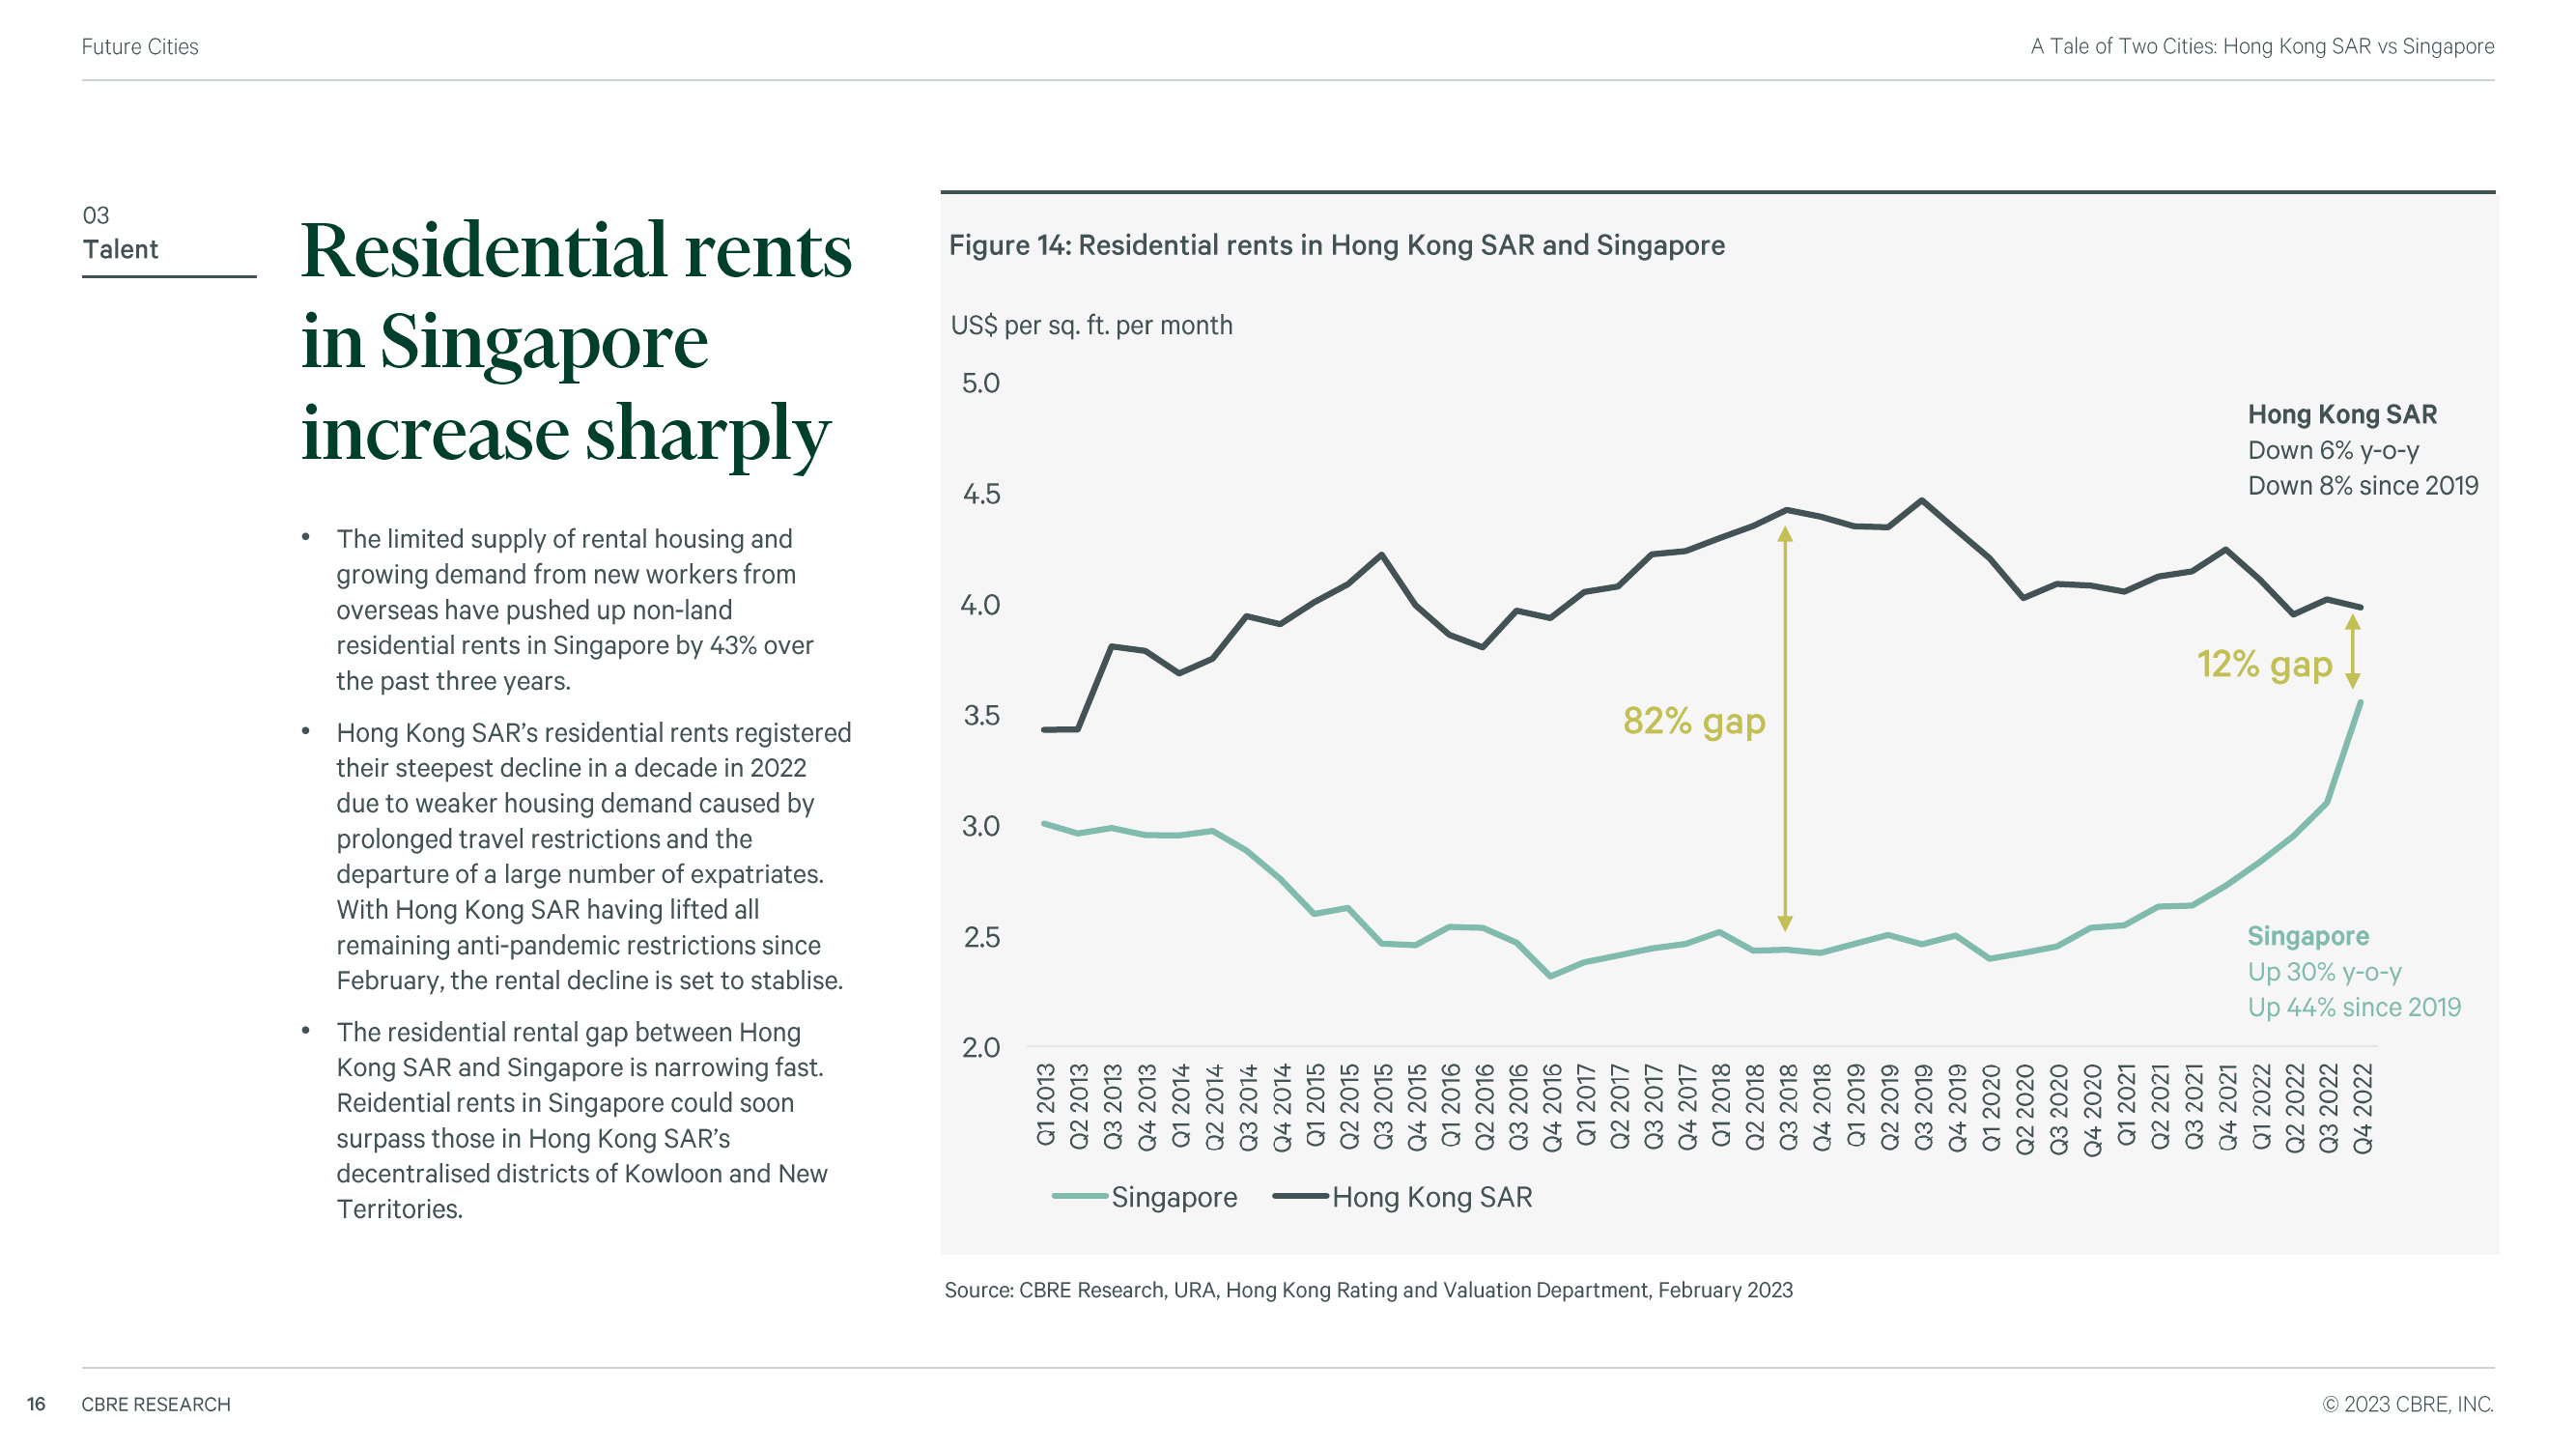 Future Cities
A Tale of Two Cities: Hong Kong SAR vs Singapore
03
Talent
Residential rents
in Singapore
increase sharply
• The limited supply of rental housing and
growing demand from new workers from
overseas have pushed up non-land
residential rents in Singapore by 43% over
the past three years.
• Hong Kong SAR’s residential rents registered
their steepest decline in a decade in 2022
due to weaker housing demand caused by
prolonged travel restrictions and the
departure of a large number of expatriates.
With Hong Kong SAR having lifted all
remaining anti-pandemic restrictions since
February, the rental decline is set to stablise.
• The residential rental gap between Hong
Kong SAR and Singapore is narrowing fast.
Reidential rents in Singapore could soon
surpass those in Hong Kong SAR’s
decentralised districts of Kowloon and New
Territories.
Figure 14: Residential rents in Hong Kong SAR and Singapore
US$ per sq. ft. per month
5.0
4.5
4.0
3.5
3.0
2.5
2.0
Hong Kong SAR
Down 6% y-o-y
Down 8% since 2019
12% gap
82% gap
Singapore
Up 30% y-o-y
Up 44% since 2019
Q1 2013
Q2 2013
Q3 2013
Q4 2013
Q1 2014
Q2 2014
Q3 2014
Q4 2014
Q1 2015
Q2 2015
Q3 2015
Q4 2015
Q1 2016
Q2 2016
Q3 2016
Q4 2016
Q1 2017
Q2 2017
Q3 2017
Q4 2017
Q1 2018
Q2 2018
Q3 2018
Q4 2018
Q1 2019
Q2 2019
Q3 2019
Q4 2019
Q1 2020
Q2 2020
Q3 2020
Q4 2020
Q1 2021
Q2 2021
Q3 2021
Q4 2021
Q1 2022
Q2 2022
Q3 2022
Q4 2022
Singapore
Hong Kong SAR
Source: CBRE Research, URA, Hong Kong Rating and Valuation Department, February 2023
16
CBRE RESEARCH
© 2023 CBRE, INC.